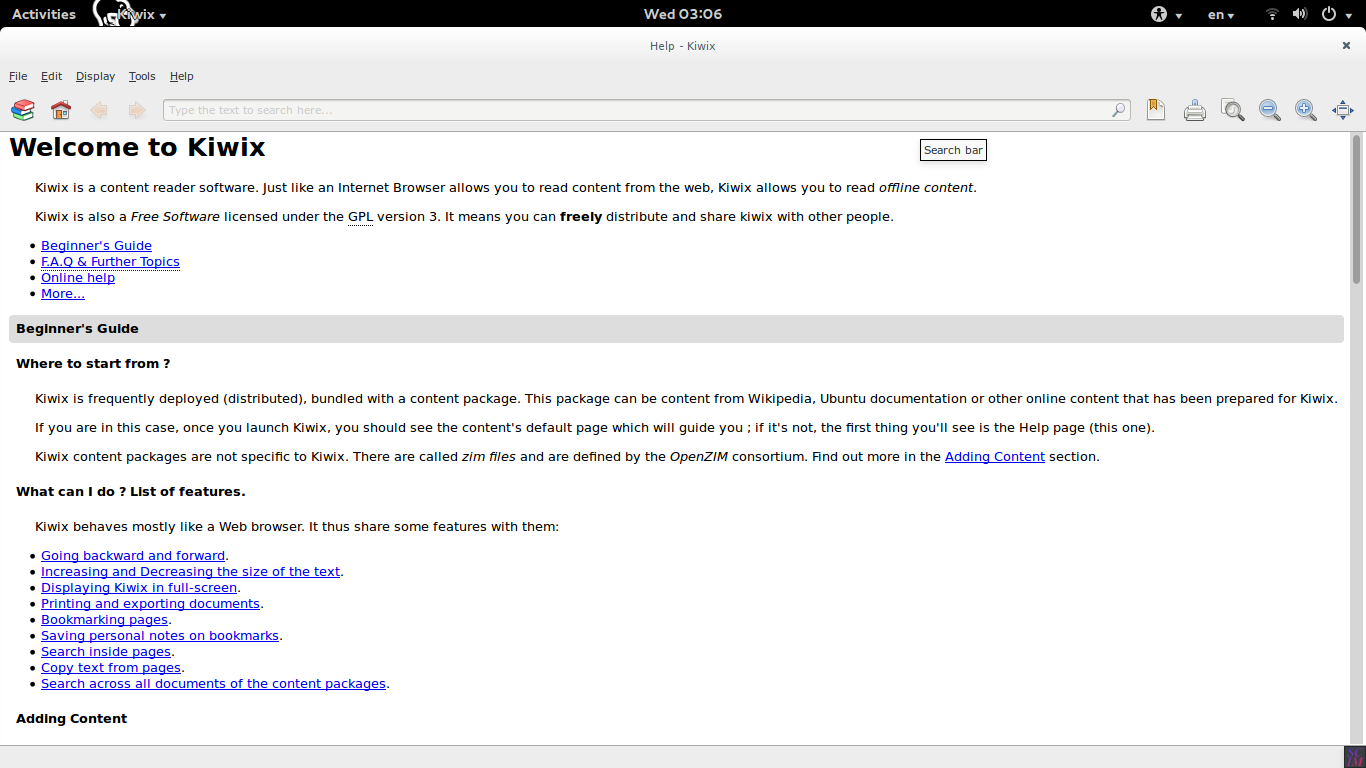 Activities Kiwix Wed 03:06 en
Help - Kiwix
File Edit Display Tools Help
Type the text to search here...
Welcome to Kiwix
Search bar
Kiwix is a content reader software. Just like an Internet Browser allows you to read content from the web, Kiwix allows you to read offline content.
Kiwix is also a Free Software licensed under the GPL version 3. It means you can freely distribute and share kiwix with other people.
Beginner's Guide
F.A.Q & Further Topics
Online help
More...
Beginner's Guide
Where to start from ?
Kiwix is frequently deployed (distributed), bundled with a content package. This package can be content from Wikipedia, Ubuntu documentation or other online content that has been prepared for Kiwix.
If you are in this case, once you launch Kiwix, you should see the content's default page which will guide you ; if it's not, the first thing you'll see is the Help page (this one).
Kiwix content packages are not specific to Kiwix. There are called zim files and are defined by the OpenZIM consortium. Find out more in the Adding Content section.
What can I do ? List of features.
Kiwix behaves mostly like a Web browser. It thus share some features with them:
Going backward and forward.
Increasing and Decreasing the size of the text.
Displaying Kiwix in full-screen.
Printing and exporting documents.
Bookmarking pages.
Saving personal notes on bookmarks.
Search inside pages.
Copy text from pages.
Search across all documents of the content packages.
Adding Content